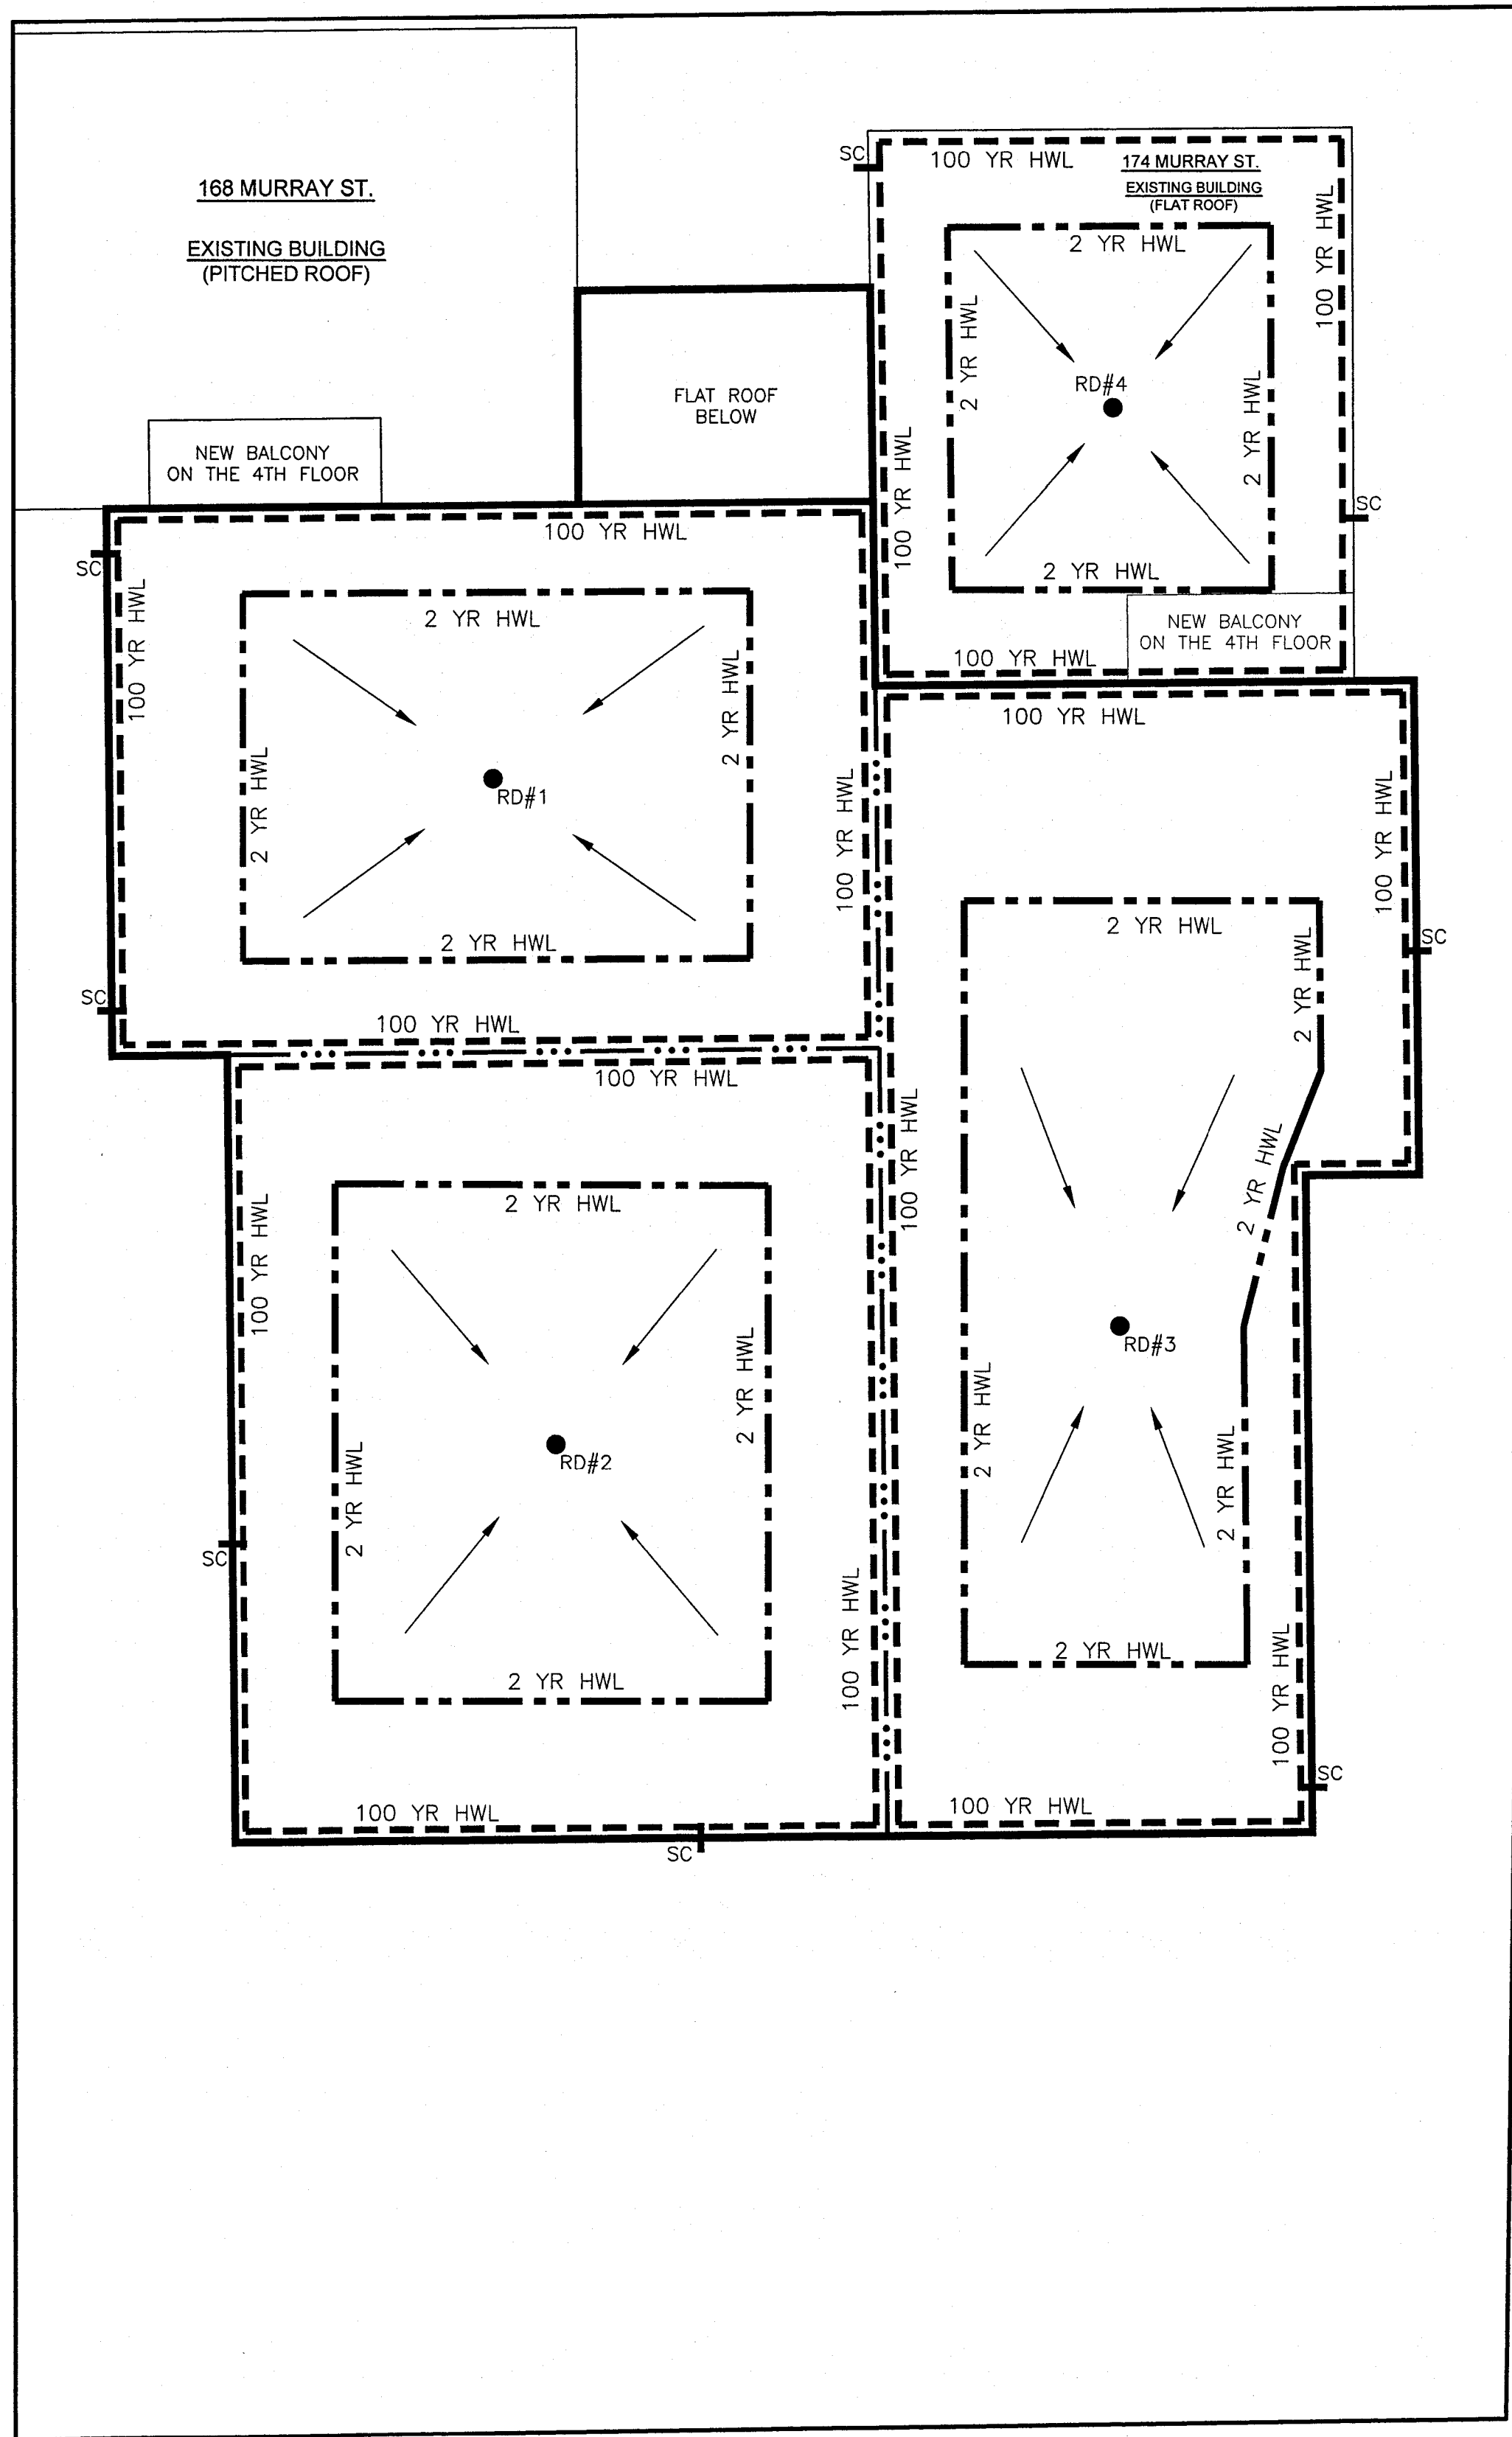 168 MURRAY ST.
EXISTING BUILDING
(PITCHED ROOF)
NEW BALCONY
ON THE 4TH FLOOR
FLAT ROOF
BELOW
SC
100 YR HWL
174 MURRAY ST.
EXISTING BUILDING
(FLAT ROOF)
100 YR HWL
2 YR HWL
2 YR HWL
RD#4
2 YR HWL
100 YR HWL
SC
2 YR HWL
NEW BALCONY
ON THE 4TH FLOOR
100 YR HWL
100 YR HWL
SC
100 YR HWL
2 YR HWL
2 YR HWL
RD#1
2 YR HWL
100 YR HWL
2 YR HWL
SC
100 YR HWL
100 YR HWL
100 YR HWL
SC
2 YR HWL
2 YR HWL
100 YR HWL
2 YR HWL
RD#3
2 YR HWL
2 YR HWL
2 YR HWL
100 YR HWL
SC
100 YR HWL
100 YR HWL
100 YR HWL
2 YR HWL
2 YR HWL
RD#2
2 YR HWL
SC
2 YR HWL
100 YR HWL
100 YR HWL
SC